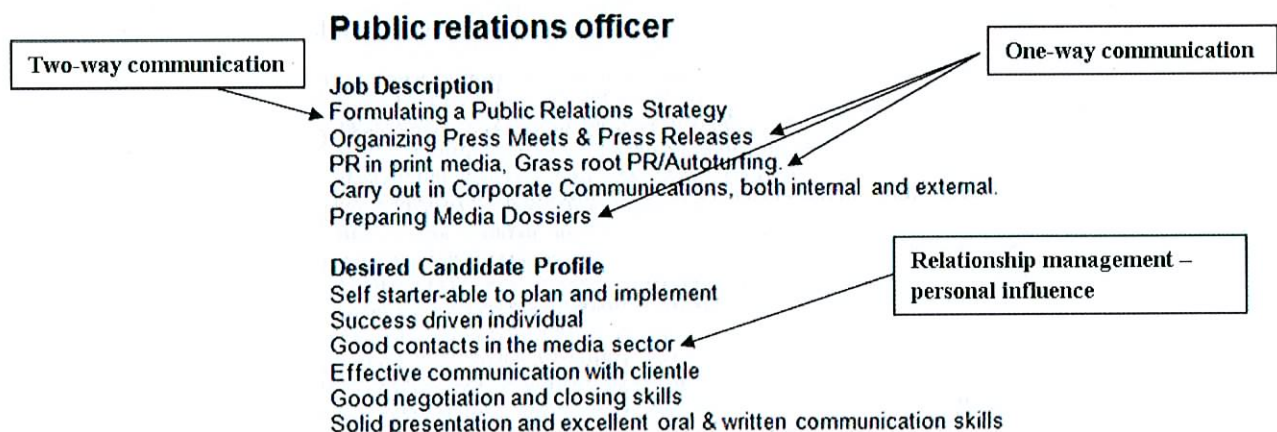 Public relations officer
Two-way communication
One-way communication
Job Description
Formulating a Public Relations Strategy
Organizing Press Meets & Press Releases
PR in print media, Grass root PR/Autoturfing.
Carry out in Corporate Communications, both internal and external.
Preparing Media Dossiers
Relationship management –
personal influence
Desired Candidate Profile
Self starter-able to plan and implement
Success driven individual
Good contacts in the media sector
Effective communication with clientle
Good negotiation and closing skills
Solid presentation and excellent oral & written communication skills